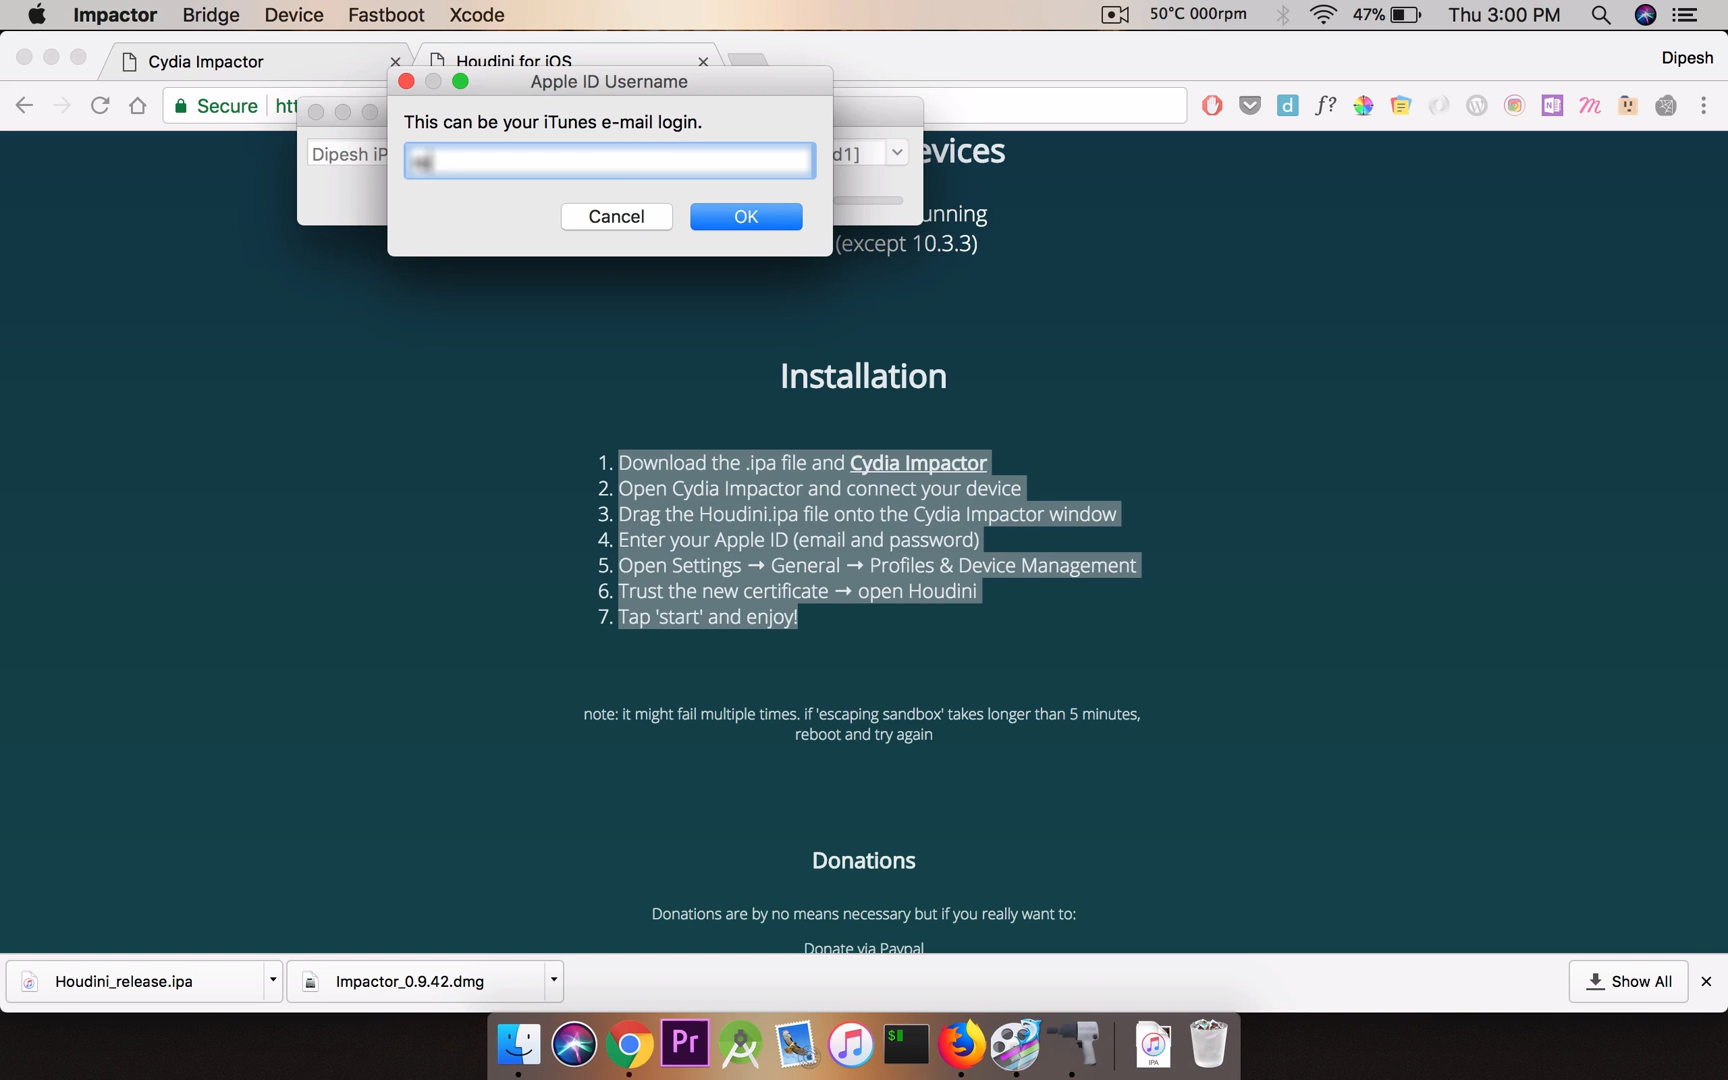 Impactor Bridge Device Fastboot Xcode 50°C 000rpm 47% Thu 3:00 PM
Cydia Impactor Houdini for iOS Dipesh
Secure
Apple ID Username
This can be your iTunes e-mail login.
Dipesh d1]
Cancel OK
(except 10.3.3)
Installation
1. Download the .ipa file and Cydia Impactor
2. Open Cydia Impactor and connect your device
3. Drag the Houdini.ipa file onto the Cydia Impactor window
4. Enter your Apple ID (email and password)
5. Open Settings → General → Profiles & Device Management
6. Trust the new certificate → open Houdini
7. Tap 'start' and enjoy!
note: it might fail multiple times. if 'escaping sandbox' takes longer than 5 minutes,
reboot and try again
Donations
Donations are by no means necessary but if you really want to:
Donate via Paypal
Houdini_release.ipa Impactor_0.9.42.dmg Show All
Pr
IPA